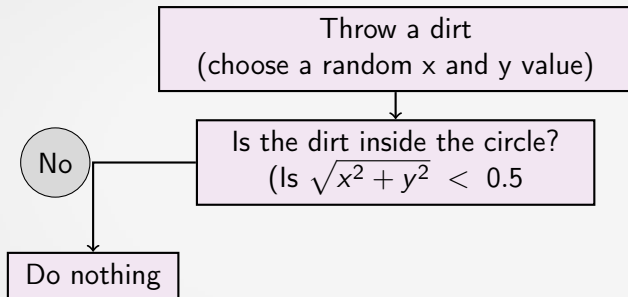 Throw a dirt
(choose a random x and y value)
Is the dirt inside the circle?
(Is √x² + y² < 0.5
No
Do nothing